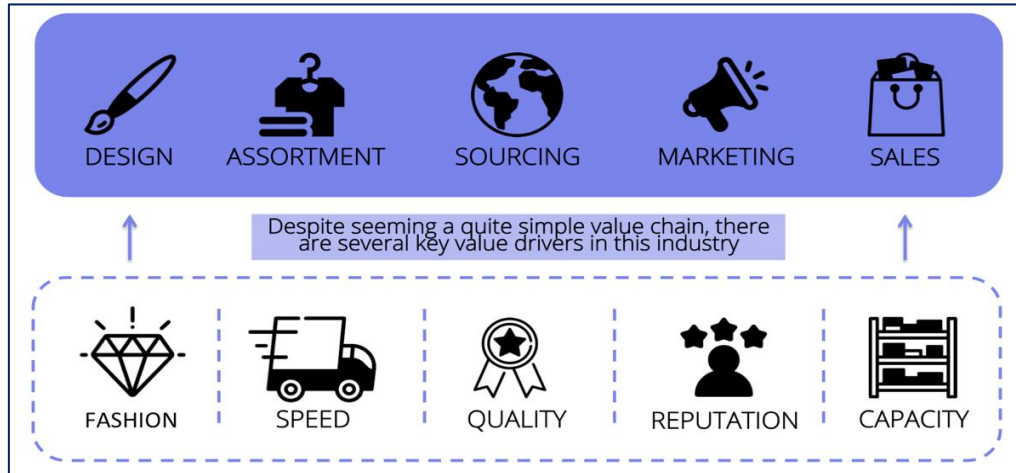 DESIGN
ASSORTMENT
SOURCING
MARKETING
SALES
Despite seeming a quite simple value chain, there
are several key value drivers in this industry
FASHION
SPEED
QUALITY
REPUTATION
CAPACITY